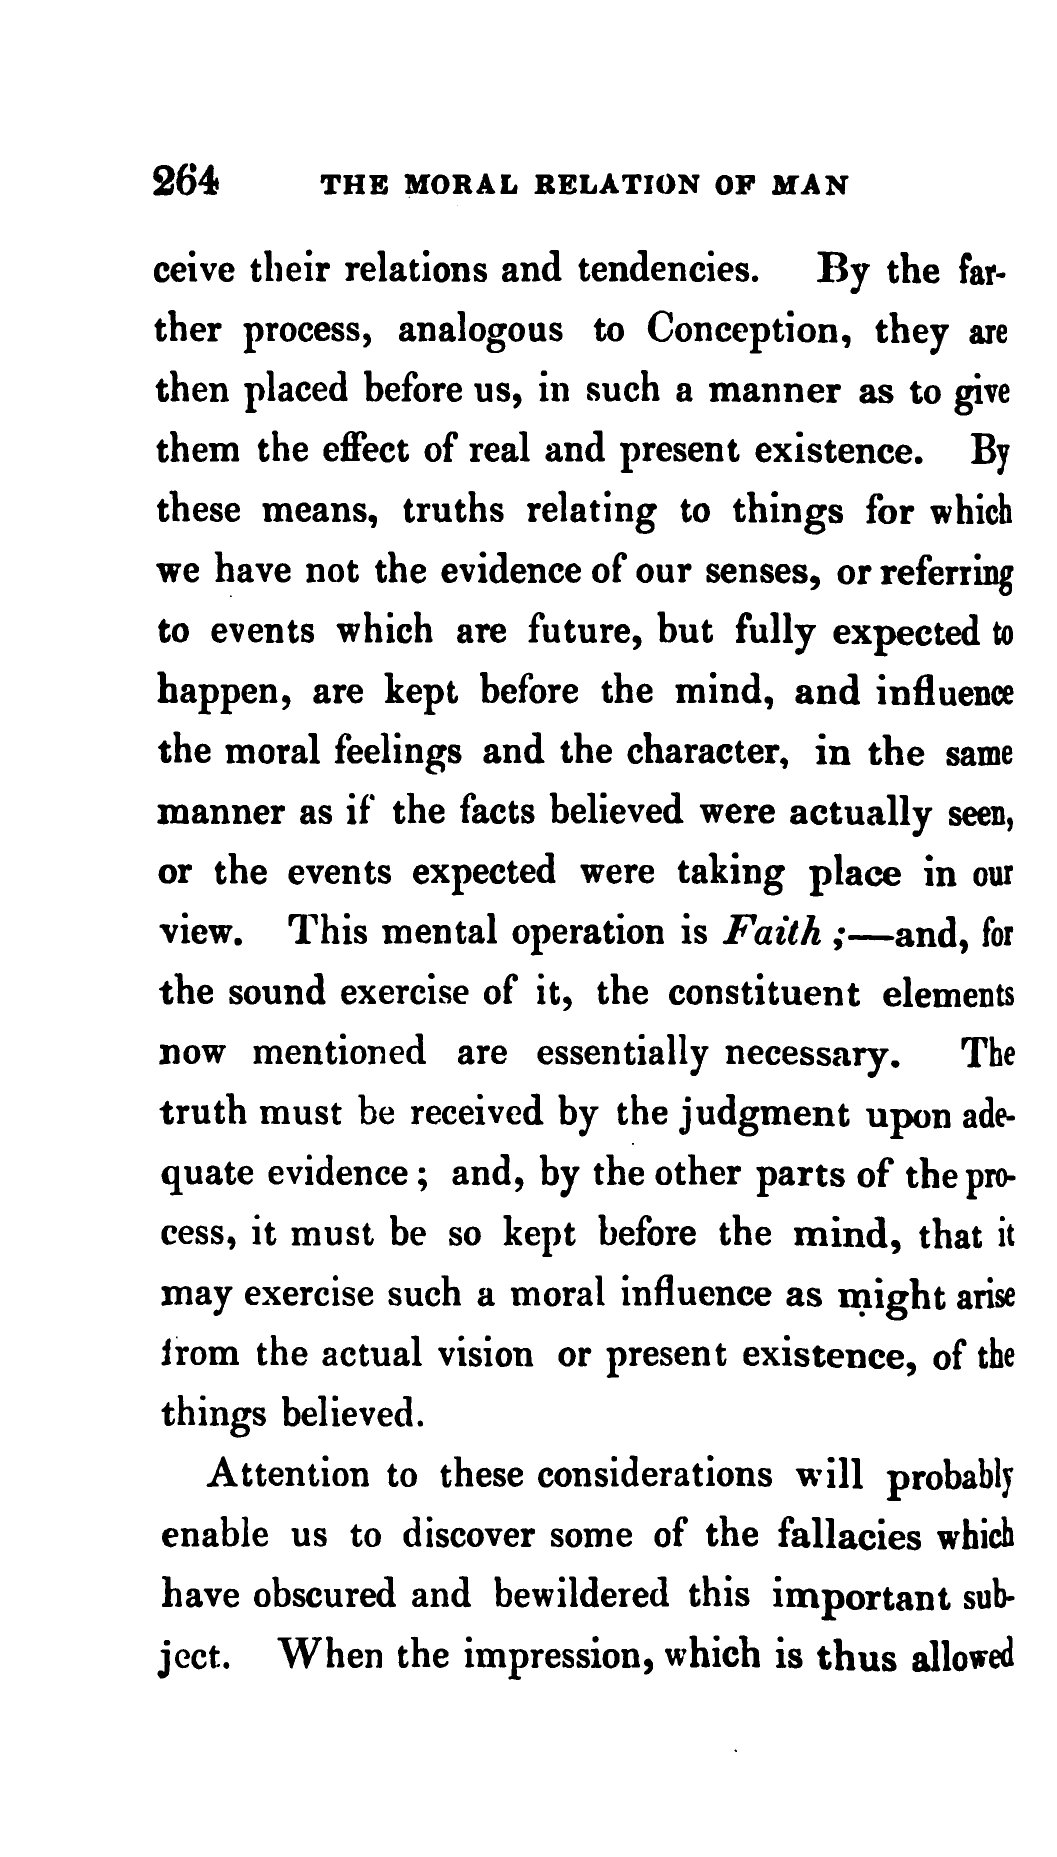 264 THE MORAL RELATION OF MAN
ceive their relations and tendencies. By the far-
ther process, analogous to Conception, they are
then placed before us, in such a manner as to give
them the effect of real and present existence. By
these means, truths relating to things for which
we have not the evidence of our senses, or referring
to events which are future, but fully expected to
happen, are kept before the mind, and influence
the moral feelings and the character, in the same
manner as if the facts believed were actually seen,
or the events expected were taking place in our
view. This mental operation is Faith ;—and, for
the sound exercise of it, the constituent elements
now mentioned are essentially necessary. The
truth must be received by the judgment upon ade-
quate evidence ; and, by the other parts of the pro-
cess, it must be so kept before the mind, that it
may exercise such a moral influence as might arise
from the actual vision or present existence, of the
things believed.
Attention to these considerations will probably
enable us to discover some of the fallacies which
have obscured and bewildered this important sub-
ject. When the impression, which is thus allowed